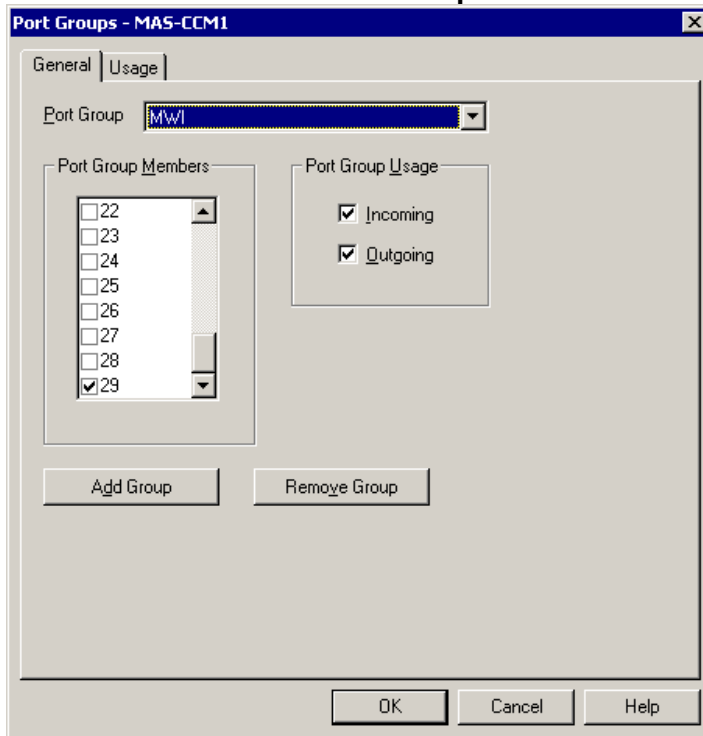 Port Groups - MAS-CCM1
General Usage
Port Group MWI
Port Group Members
22
23
24
25
26
27
28
29
Port Group Usage
Incoming
Outgoing
Add Group Remove Group
OK Cancel Help